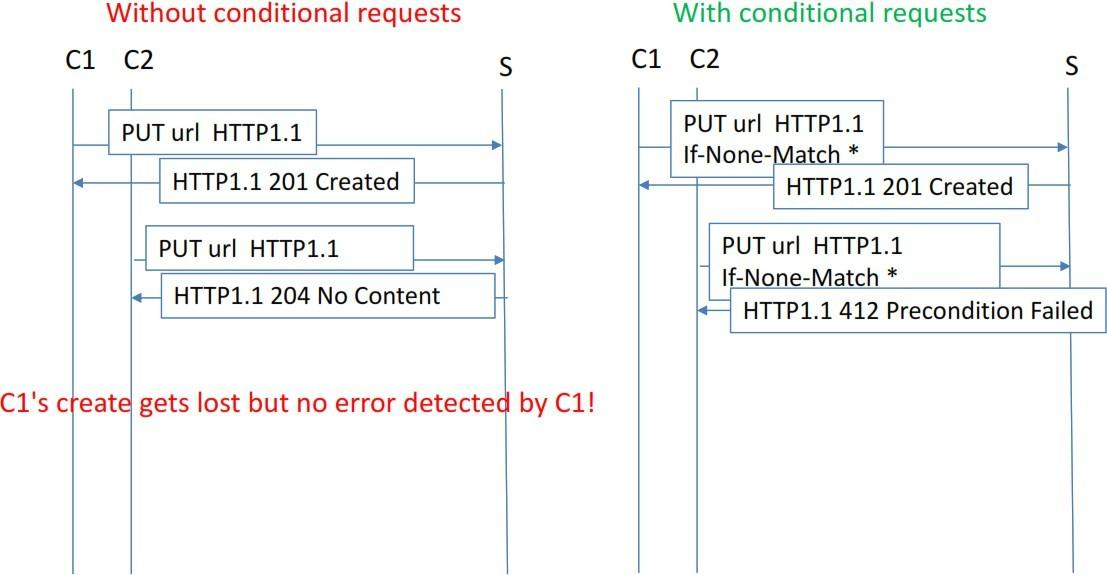 Without conditional requests
C1 C2 S
PUT url HTTP1.1
HTTP1.1 201 Created
PUT url HTTP1.1
HTTP1.1 204 No Content
C1's create gets lost but no error detected by C1!
With conditional requests
C1 C2 S
PUT url HTTP1.1
If-None-Match *
HTTP1.1 201 Created
PUT url HTTP1.1
If-None-Match *
HTTP1.1 412 Precondition Failed